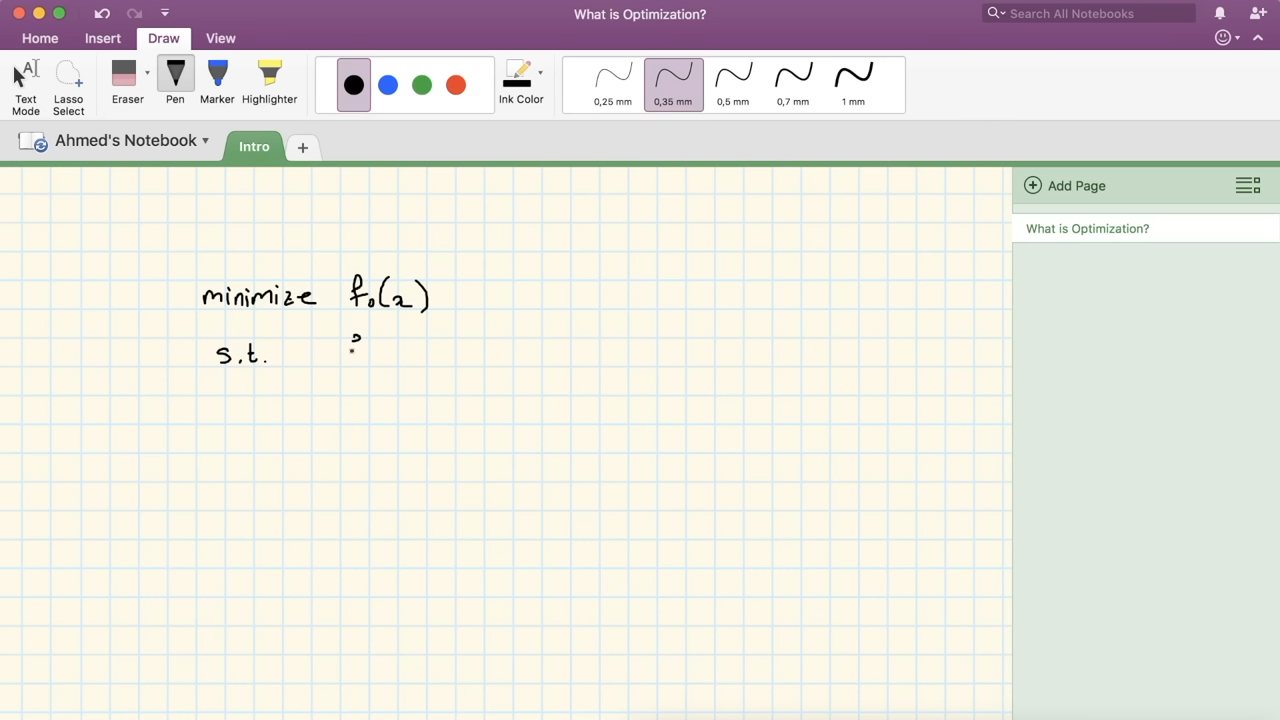 What is Optimization?
Search All Notebooks
Home Insert Draw View
Text Mode
Lasso Select
Eraser
Pen
Marker
Highlighter
Ink Color
0,25 mm
0,35 mm
0,5 mm
0,7 mm
1 mm
Ahmed's Notebook
Intro
+
Add Page
What is Optimization?
minimize f₀(x)
s.t.